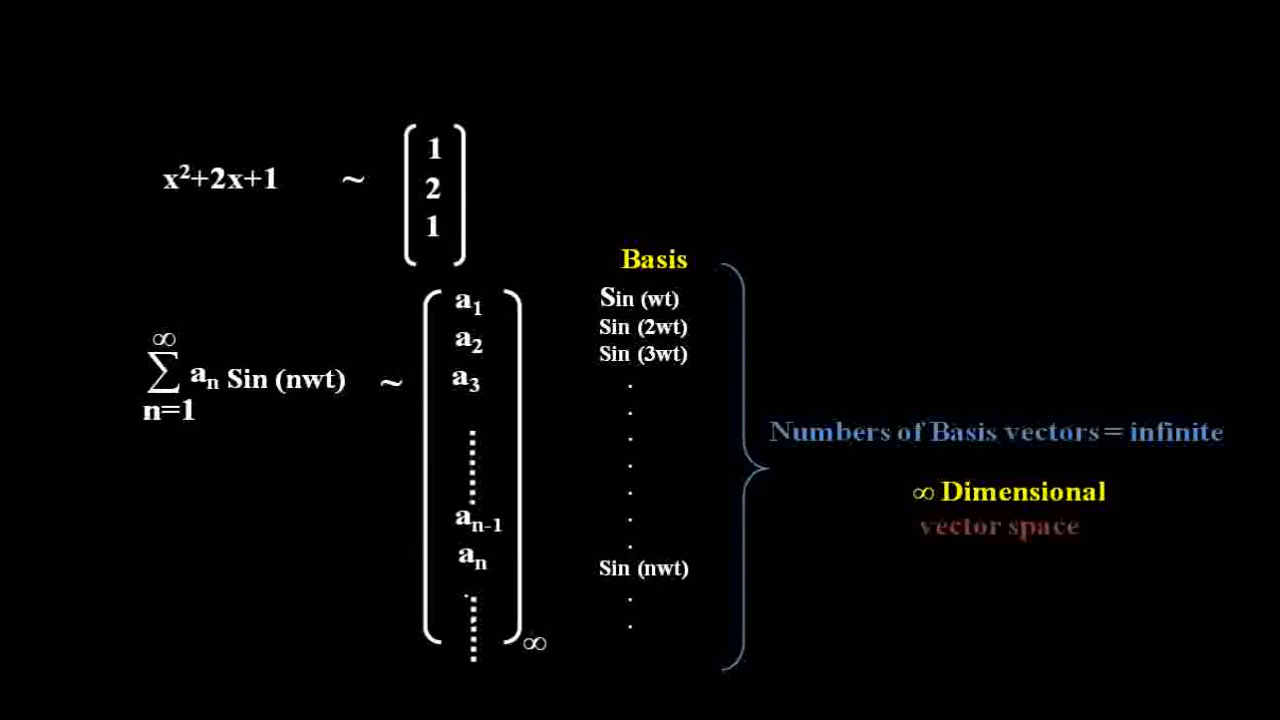 x²+2x+1 ~
1
2
1
Basis
∞
∑ aₙ Sin (nwt) ~
n=1
a₁
a₂
a₃
aₙ₋₁
aₙ
∞
Sin (wt)
Sin (2wt)
Sin (3wt)
.
.
.
.
.
.
.
Sin (nwt)
.
.
Numbers of Basis vectors = infinite
∞ Dimensional
vector space